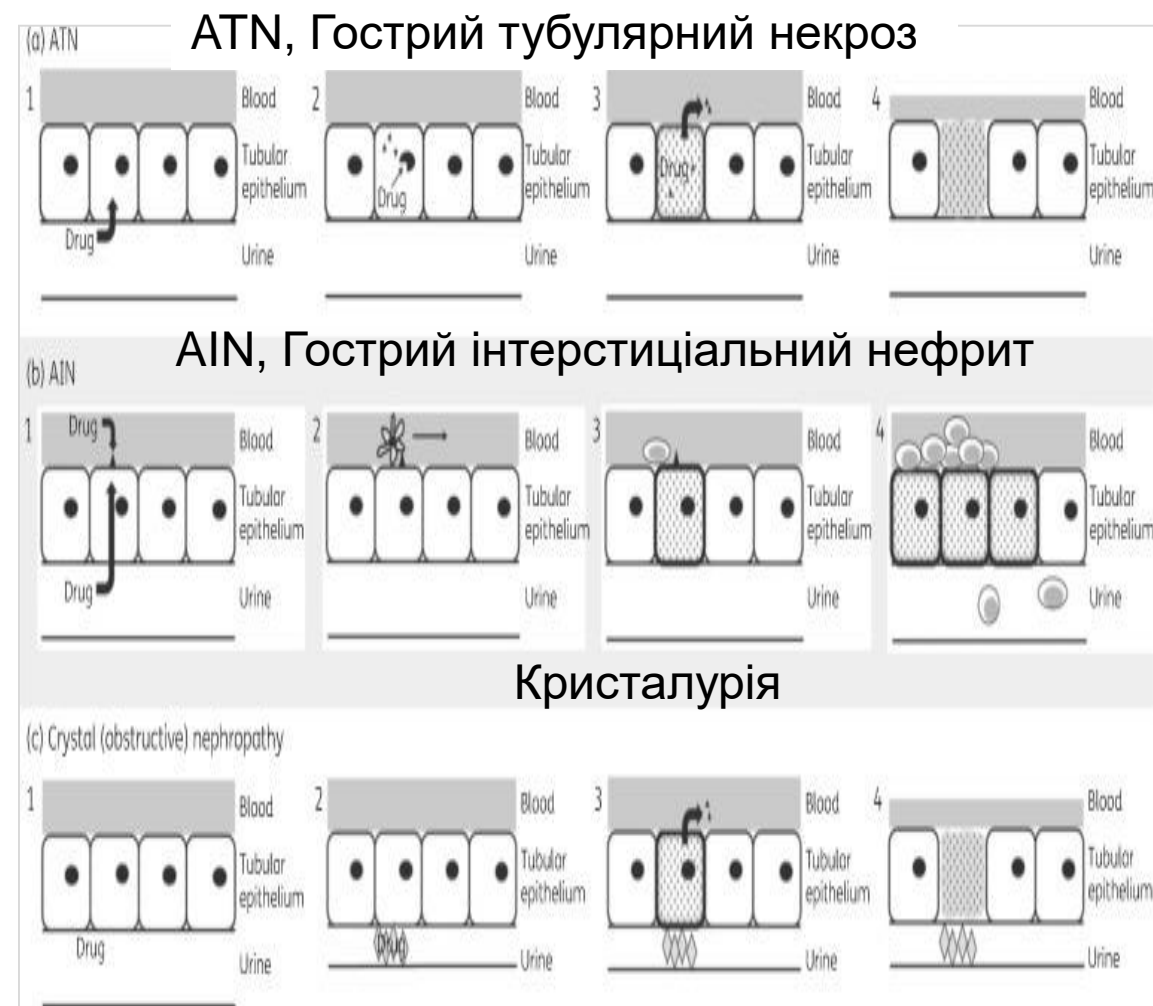 (a) ATN
ATN, Гострий тубулярний некроз
1
Blood
Tubular
epithelium
Urine
Drug
2
Blood
Tubular
epithelium
Urine
Drug
3
Blood
Tubular
epithelium
Urine
Drug
4
Blood
Tubular
epithelium
Urine
AIN, Гострий інтерстиціальний нефрит
(b) AIN
1
Drug
Blood
Tubular
epithelium
Drug
Urine
2
Blood
Tubular
epithelium
Urine
3
Blood
Tubular
epithelium
Urine
4
Blood
Tubular
epithelium
Urine
Кристалурія
(c) Crystal (obstructive) nephropathy
1
Blood
Tubular
epithelium
Drug
Urine
2
Blood
Tubular
epithelium
Drug
Urine
3
Blood
Tubular
epithelium
Urine
4
Blood
Tubular
epithelium
Urine